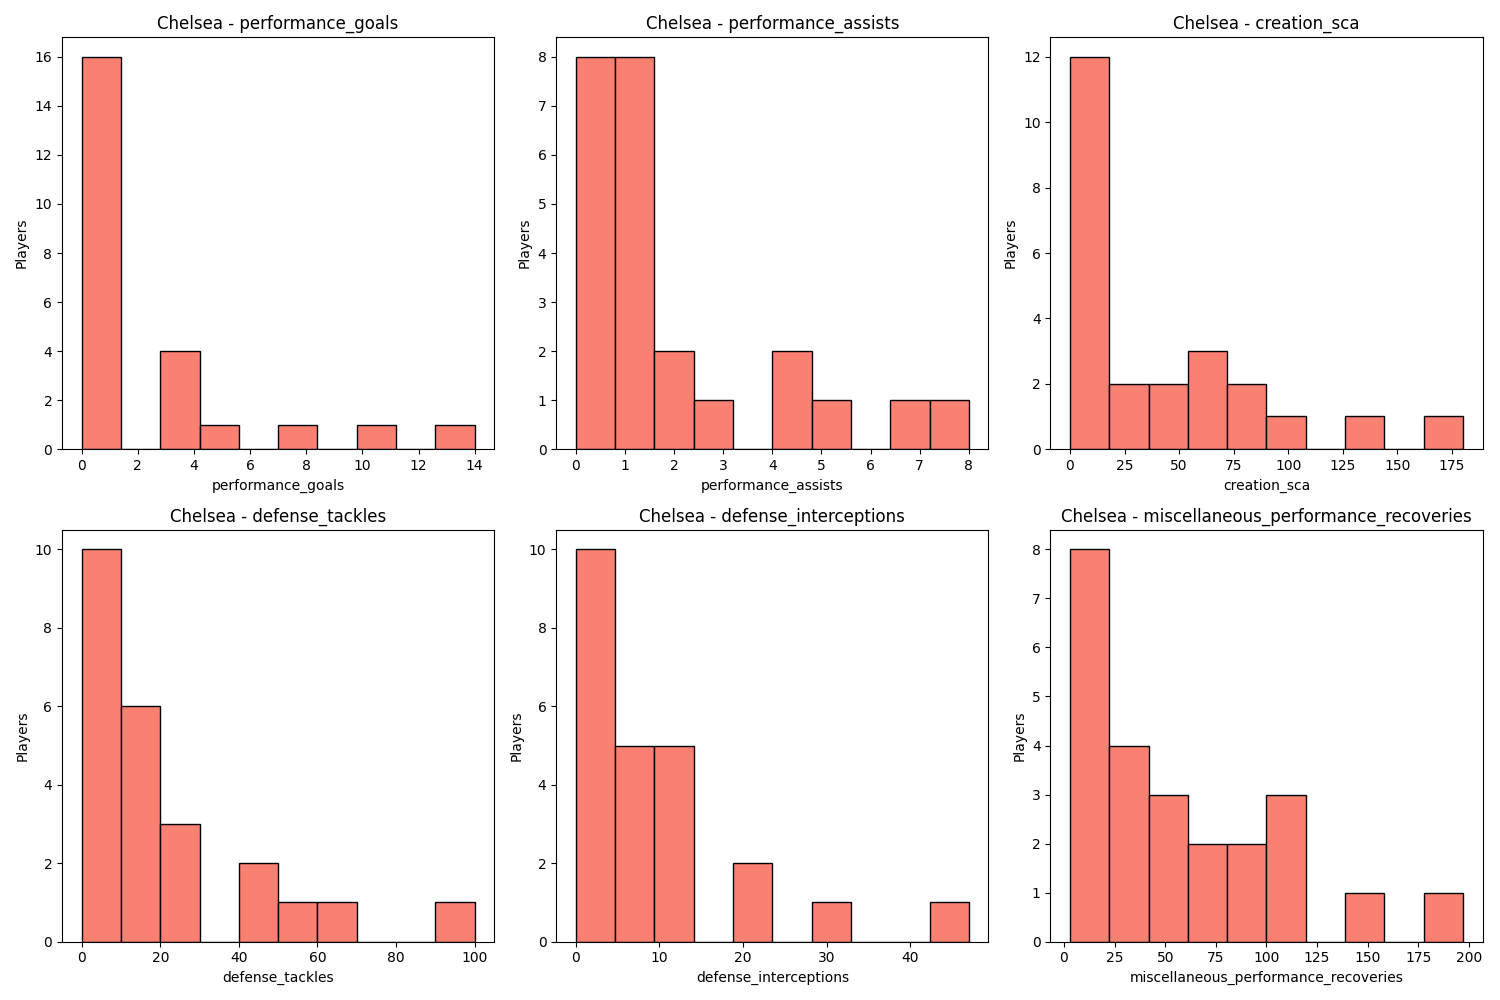 Chelsea - performance_goals
Players
16
14
12
10
8
6
4
2
0
0 2 4 6 8 10 12 14
performance_goals
Chelsea - performance_assists
Players
8
7
6
5
4
3
2
1
0
0 1 2 3 4 5 6 7 8
performance_assists
Chelsea - creation_sca
Players
12
10
8
6
4
2
0
0 25 50 75 100 125 150 175
creation_sca
Chelsea - defense_tackles
Players
10
8
6
4
2
0
0 20 40 60 80 100
defense_tackles
Chelsea - defense_interceptions
Players
10
8
6
4
2
0
0 10 20 30 40
defense_interceptions
Chelsea - miscellaneous_performance_recoveries
Players
8
7
6
5
4
3
2
1
0
0 25 50 75 100 125 150 175 200
miscellaneous_performance_recoveries